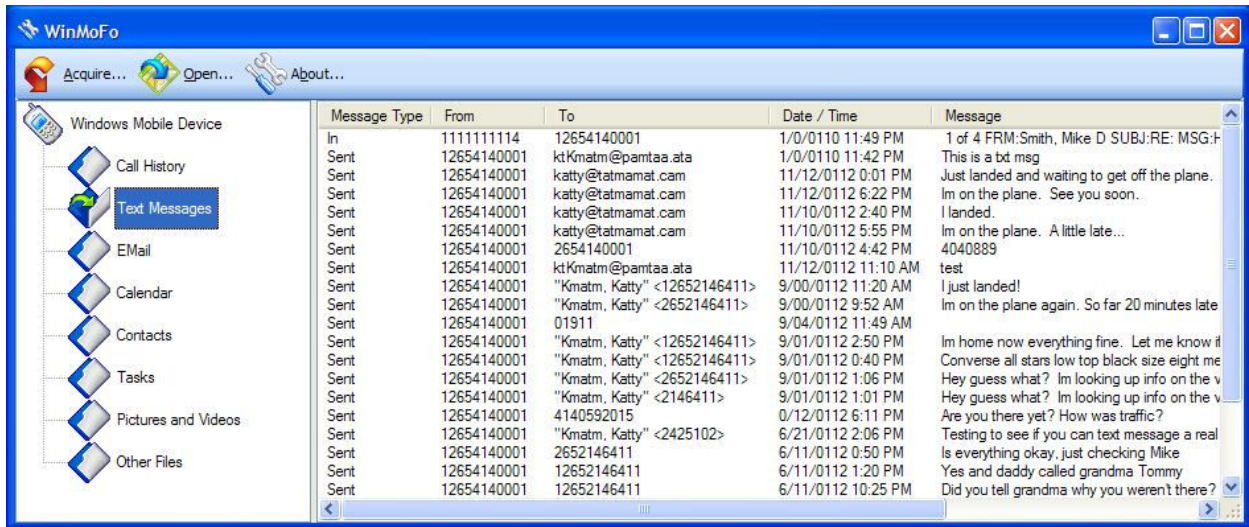 WinMoFo
Acquire... Open... About...
Windows Mobile Device
Call History
Text Messages
EMail
Calendar
Contacts
Tasks
Pictures and Videos
Other Files
Message Type From To Date / Time Message
In 1111111114 12654140001 1/0/0110 11:49 PM 1 of 4 FRM:Smith, Mike D SUBJ:RE: MSG:H
Sent 12654140001 ktKmatm@pamtaa.ata 1/0/0110 11:42 PM This is a txt msg
Sent 12654140001 katty@tatmamat.cam 11/12/0112 0:01 PM Just landed and waiting to get off the plane.
Sent 12654140001 katty@tatmamat.cam 11/12/0112 6:22 PM Im on the plane. See you soon.
Sent 12654140001 katty@tatmamat.cam 11/10/0112 2:40 PM I landed.
Sent 12654140001 katty@tatmamat.cam 11/10/0112 5:55 PM Im on the plane. A little late...
Sent 12654140001 2654140001 11/10/0112 4:42 PM 4040889
Sent 12654140001 ktKmatm@pamtaa.ata 11/12/0112 11:10 AM test
Sent 12654140001 "Kmatm, Katty" <12652146411> 9/00/0112 11:20 AM I just landed!
Sent 12654140001 "Kmatm, Katty" <2652146411> 9/00/0112 9:52 AM Im on the plane again. So far 20 minutes late
Sent 12654140001 01911 9/04/0112 11:49 AM
Sent 12654140001 "Kmatm, Katty" <12652146411> 9/01/0112 2:50 PM Im home now everything fine. Let me know if
Sent 12654140001 "Kmatm, Katty" <12652146411> 9/01/0112 0:40 PM Converse all stars low top black size eight me
Sent 12654140001 "Kmatm, Katty" <2652146411> 9/01/0112 1:06 PM Hey guess what? Im looking up info on the v
Sent 12654140001 "Kmatm, Katty" <2146411> 9/01/0112 1:01 PM Hey guess what? Im looking up info on the v
Sent 12654140001 4140592015 0/12/0112 6:11 PM Are you there yet? How was traffic?
Sent 12654140001 "Kmatm, Katty" <2425102> 6/21/0112 2:06 PM Testing to see if you can text message a real
Sent 12654140001 2652146411 6/11/0112 0:50 PM Is everything okay, just checking Mike
Sent 12654140001 12652146411 6/11/0112 1:20 PM Yes and daddy called grandma Tommy
Sent 12654140001 12652146411 6/11/0112 10:25 PM Did you tell grandma why you weren't there?